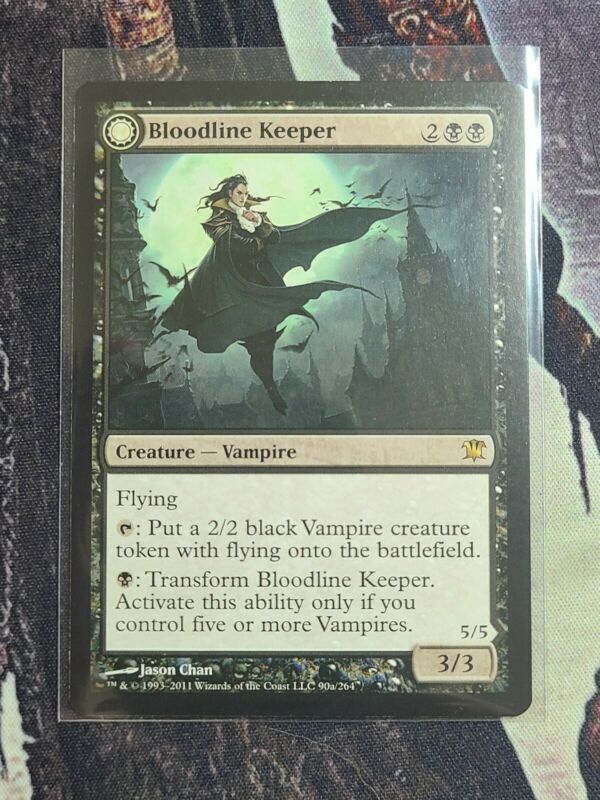 Bloodline Keeper 2
Creature — Vampire
Flying
: Put a 2/2 black Vampire creature
token with flying onto the battlefield.
: Transform Bloodline Keeper.
Activate this ability only if you
control five or more Vampires.
5/5
3/3
Jason Chan
™ & © 1993–2011 Wizards of the Coast LLC 90a/264